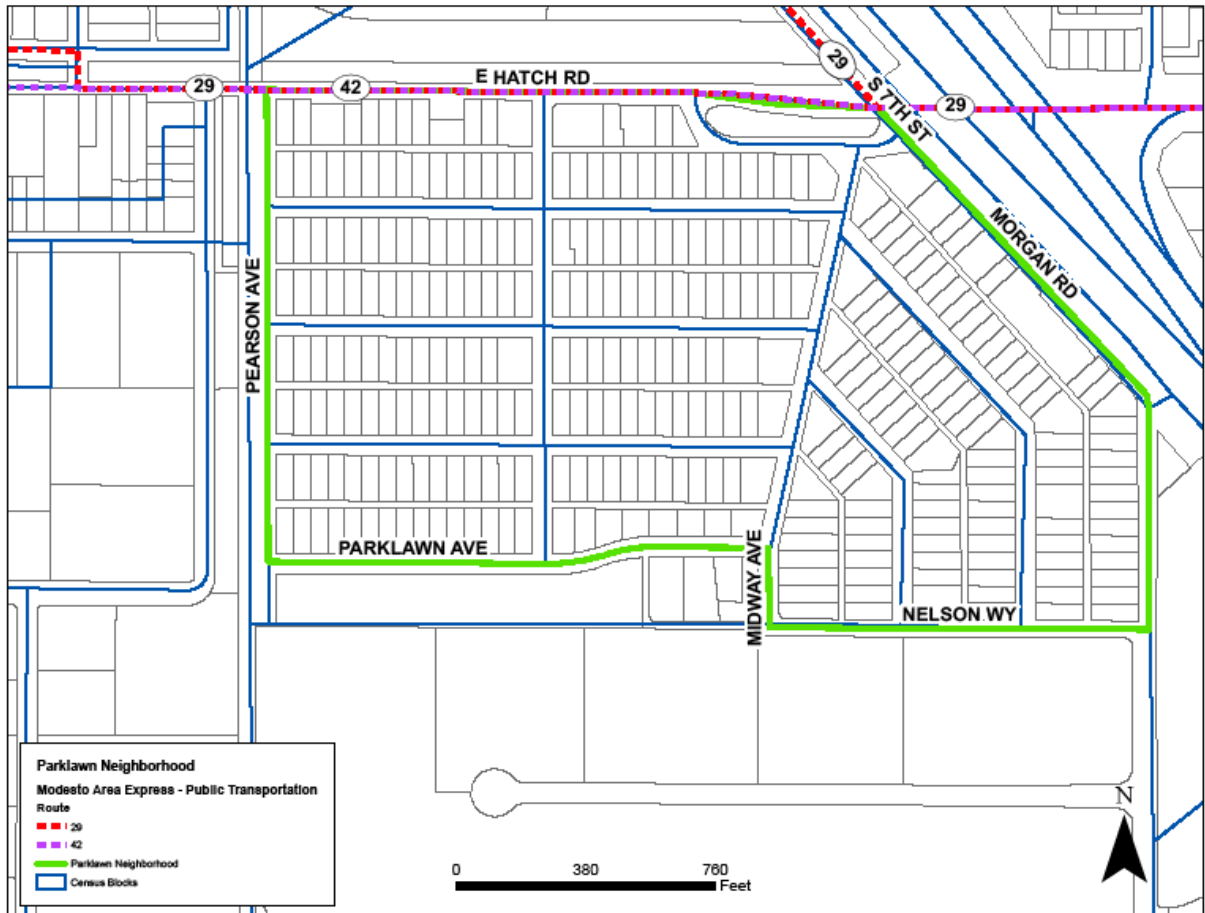 29
E HATCH RD
29
42
S 7TH ST
29
MORGAN RD
PEARSON AVE
PARKLAWN AVE
MIDWAY AVE
NELSON WY
Parklawn Neighborhood
Modesto Area Express - Public Transportation
Route
29
42
Parklawn Neighborhood
Census Blocks
0 380 760
Feet
N